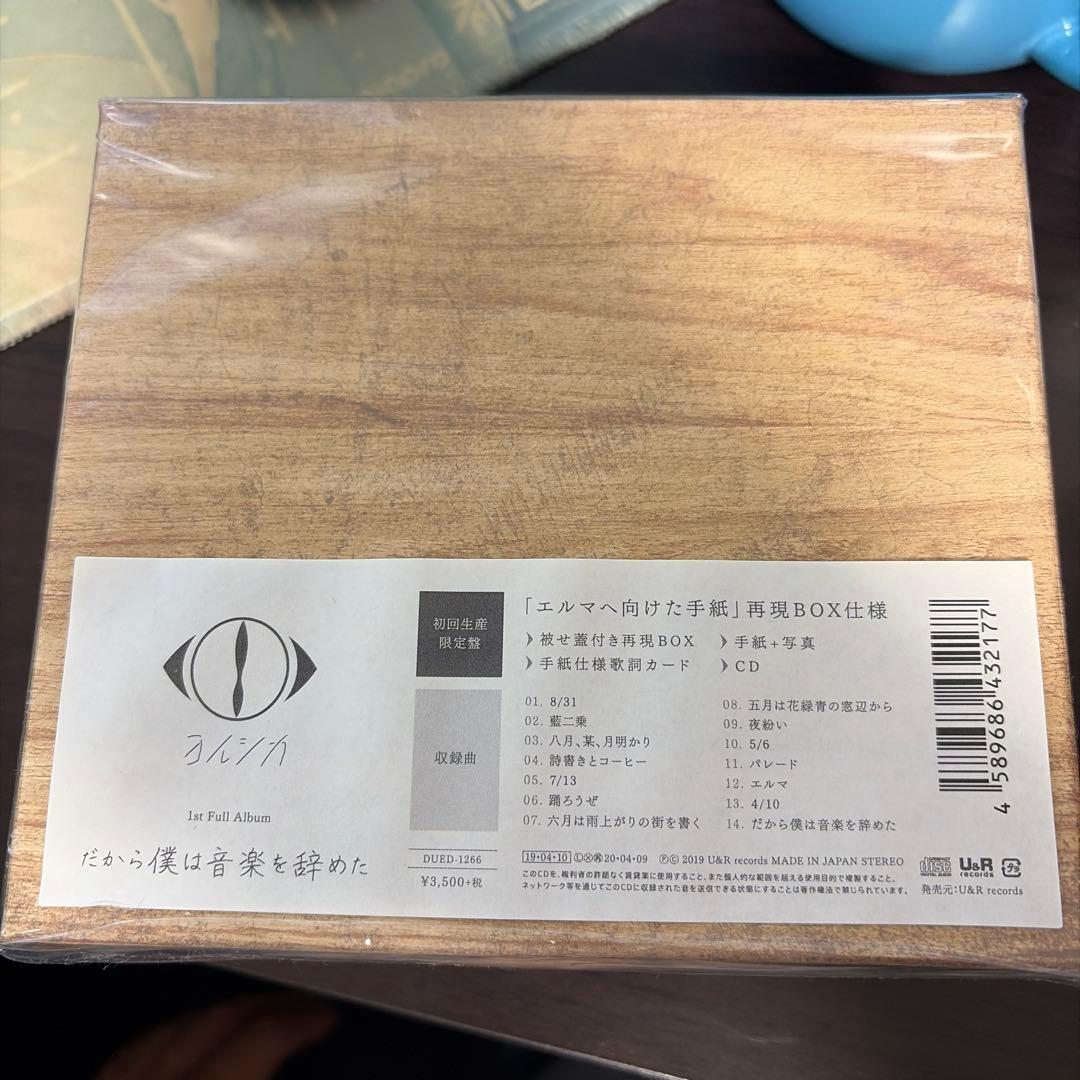 ヨルシカ
1st Full Album
だから僕は音楽を辞めた
初回生産
限定盤
収録曲
DUED-1266
¥3,500+税
「エルマへ向けた手紙」再現BOX仕様
被せ蓋付き再現BOX
手紙+写真
手紙仕様歌詞カード
CD
01. 8/31
02. 藍二乗
03. 八月、某、月明かり
04. 詩書きとコーヒー
05. 7/13
06. 踊ろうぜ
07. 六月は雨上がりの街を書く
08. 五月は花緑青の窓辺から
09. 夜紛い
10. 5/6
11. パレード
12. エルマ
13. 4/10
14. だから僕は音楽を辞めた
19・04・10 Ⓛ Ⓧ ㋹ 20・04・09 ℗© 2019 U&R records MADE IN JAPAN STEREO
このCDを、権利者の許諾なく賃貸業に使用すること、また個人的な範囲を超える使用目的で複製すること、
ネットワーク等を通じてこのCDに収録された音を送信できる状態にすることは著作権法で禁じられています。
COMPACT
disc
DIGITAL AUDIO
U&R
records
プラ
発売元:U&R records
4 589686 432177